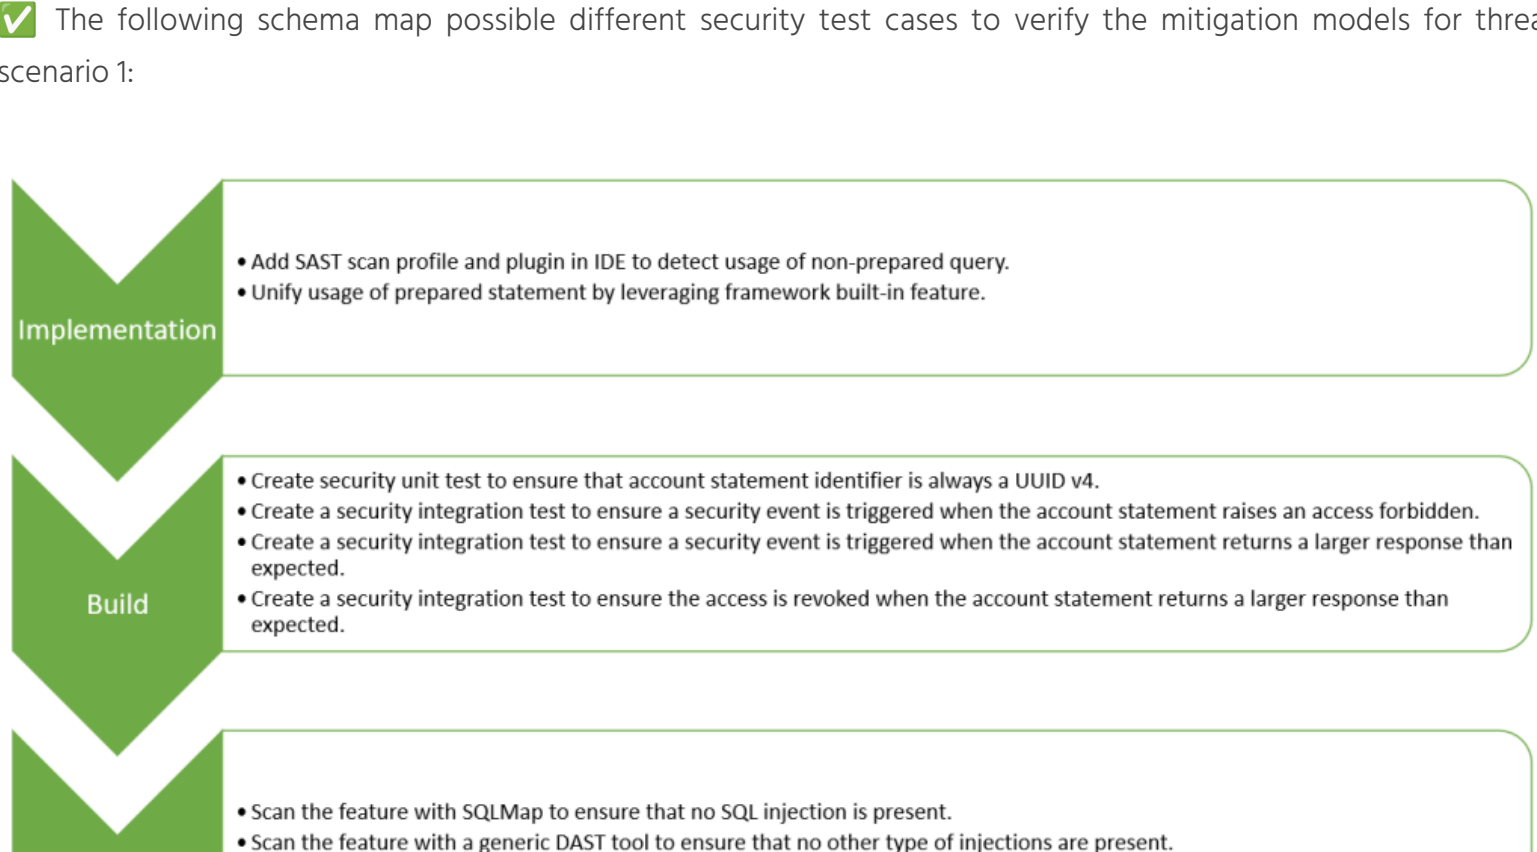 ✅ The following schema map possible different security test cases to verify the mitigation models for
scenario 1:
• Add SAST scan profile and plugin in IDE to detect usage of non-prepared query.
• Unify usage of prepared statement by leveraging framework built-in feature.
Implementation
• Create security unit test to ensure that account statement identifier is always a UUID v4.
• Create a security integration test to ensure a security event is triggered when the account statement raises an access forbidden.
• Create a security integration test to ensure a security event is triggered when the account statement returns a larger response than
expected.
Build
• Create a security integration test to ensure the access is revoked when the account statement returns a larger response than
expected.
• Scan the feature with SQLMap to ensure that no SQL injection is present.
• Scan the feature with a generic DAST tool to ensure that no other type of injections are present.